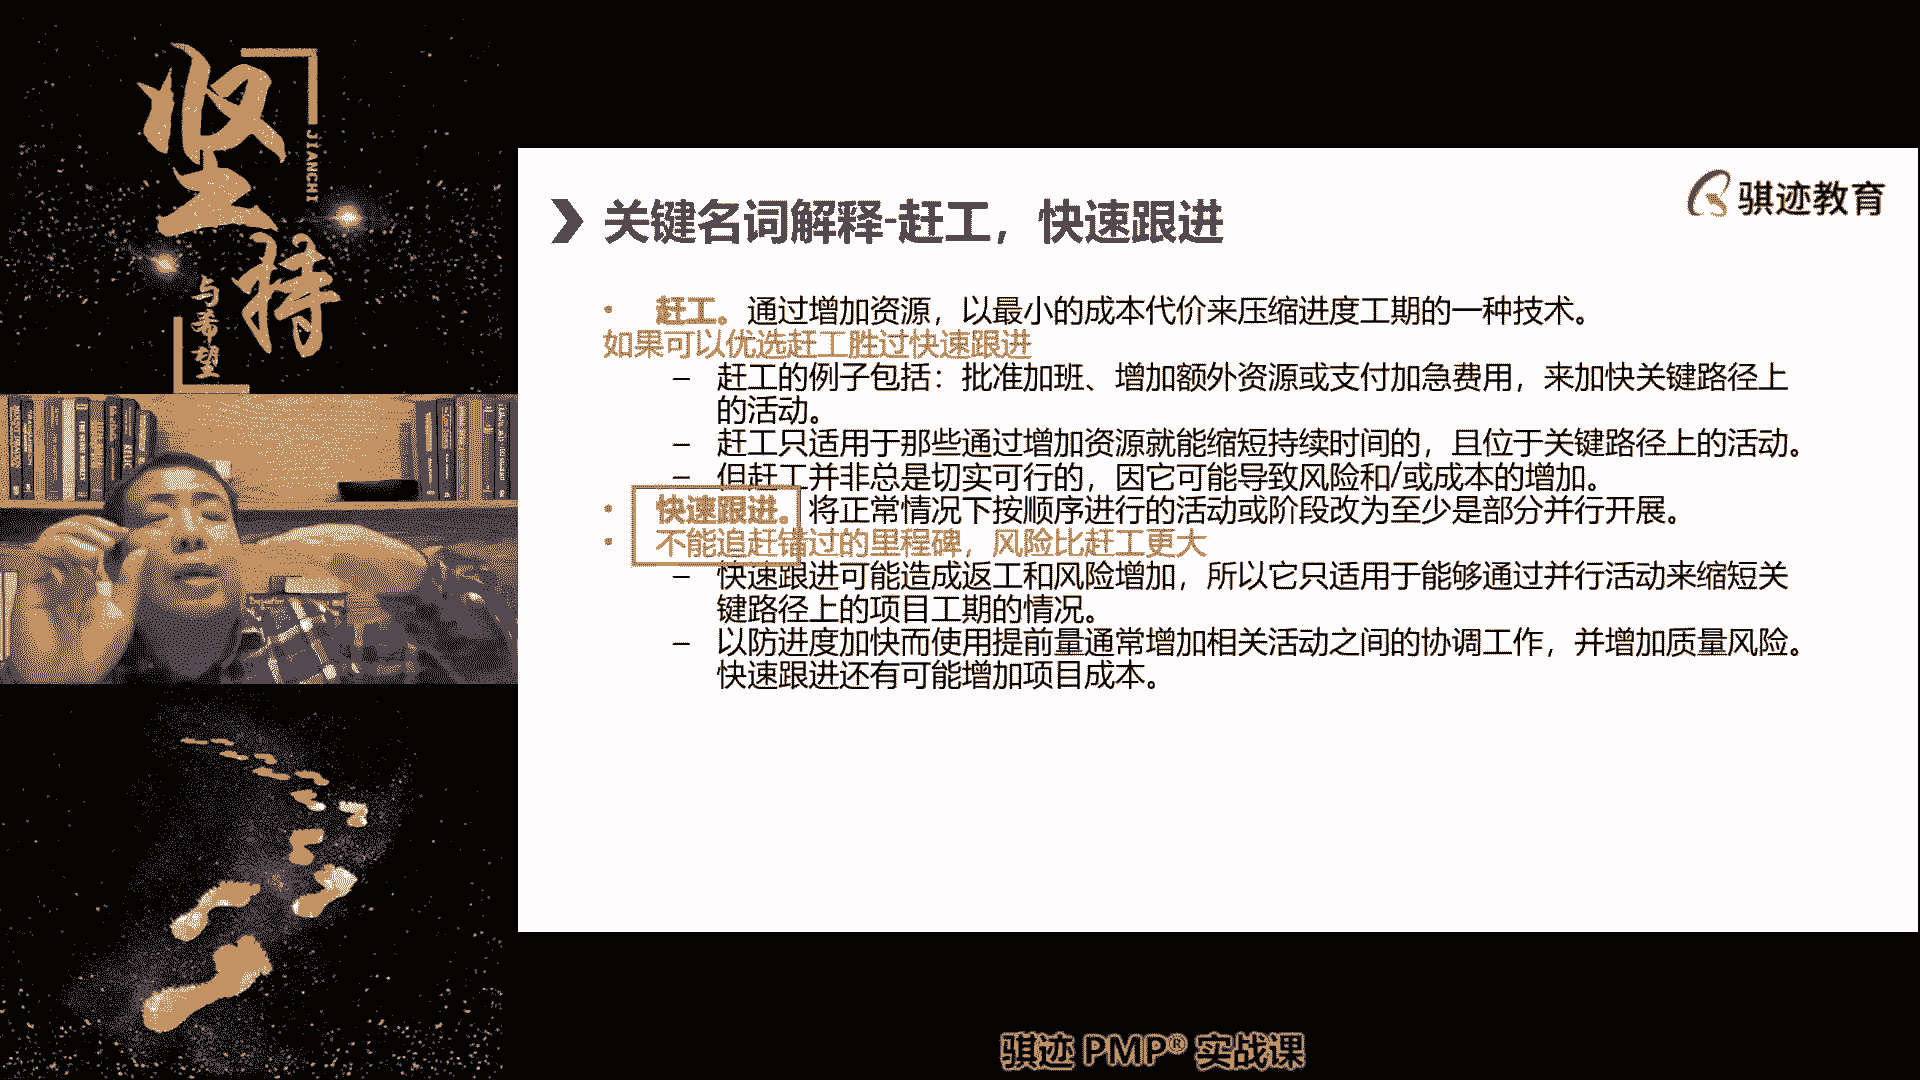 坚持
JIANCHI
与希望
骐迹教育
关键名词解释-赶工，快速跟进
• 赶工。通过增加资源，以最小的成本代价来压缩进度工期的一种技术。
如果可以优选赶工胜过快速跟进
– 赶工的例子包括：批准加班、增加额外资源或支付加急费用，来加快关键路径上
的活动。
– 赶工只适用于那些通过增加资源就能缩短持续时间的，且位于关键路径上的活动。
– 但赶工并非总是切实可行的，因它可能导致风险和/或成本的增加。
• 快速跟进。将正常情况下按顺序进行的活动或阶段改为至少是部分并行开展。
• 不能追赶错过的里程碑，风险比赶工更大
– 快速跟进可能造成返工和风险增加，所以它只适用于能够通过并行活动来缩短关
键路径上的项目工期的情况。
– 以防进度加快而使用提前量通常增加相关活动之间的协调工作，并增加质量风险。
快速跟进还有可能增加项目成本。
骐迹 PMP® 实战课